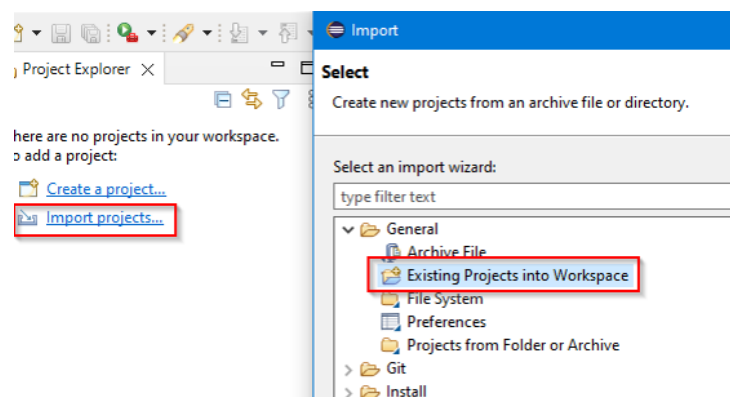 Project Explorer
here are no projects in your workspace.
o add a project:
Create a project...
Import projects...
Import
Select
Create new projects from an archive file or directory.
Select an import wizard:
type filter text
General
Archive File
Existing Projects into Workspace
File System
Preferences
Projects from Folder or Archive
Git
Install